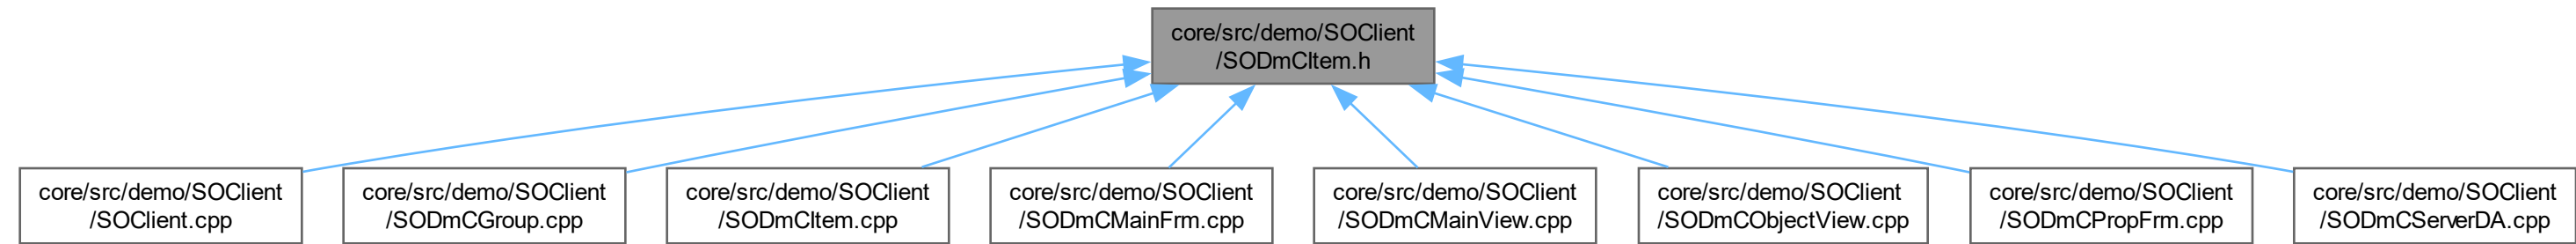 core/src/demo/SOClient
/SODmCItem.h
core/src/demo/SOClient
/SOClient.cpp
core/src/demo/SOClient
/SODmCGroup.cpp
core/src/demo/SOClient
/SODmCItem.cpp
core/src/demo/SOClient
/SODmCMainFrm.cpp
core/src/demo/SOClient
/SODmCMainView.cpp
core/src/demo/SOClient
/SODmCObjectView.cpp
core/src/demo/SOClient
/SODmCPropFrm.cpp
core/src/demo/SOClient
/SODmCServerDA.cpp